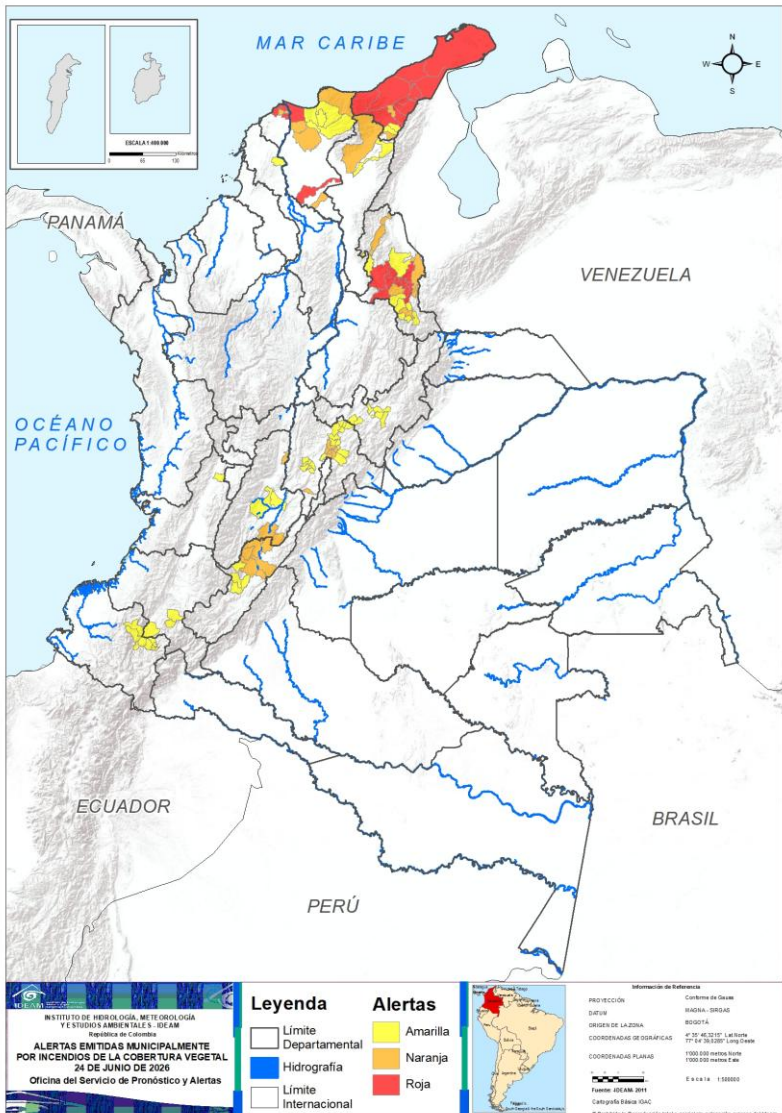 MAR CARIBE
N
W
E
S
ESCALA 1:400.000
0 65 130
PANAMÁ
VENEZUELA
OCÉANO
PACÍFICO
ECUADOR
BRASIL
PERÚ
IDEAM
INSTITUTO DE HIDROLOGÍA, METEOROLOGÍA
Y ESTUDIOS AMBIENTALES - IDEAM
República de Colombia
ALERTAS EMITIDAS MUNICIPALMENTE
POR INCENDIOS DE LA COBERTURA VEGETAL
24 DE JUNIO DE 2026
Oficina del Servicio de Pronóstico y Alertas
Leyenda
Límite
Departamental
Hidrografía
Límite
Internacional
Alertas
Amarilla
Naranja
Roja
Información de Referencia
PROYECCIÓN Conforme de Gauss
DATUM MAGNA - SIRGAS
ORIGEN DE LA ZONA BOGOTÁ
COORDENADAS GEOGRÁFICAS
COORDENADAS PLANAS 1'000.000 metros Norte
1'000.000 metros Este
Fuente: IDEAM, 2011
Cartografía Básica IGAC